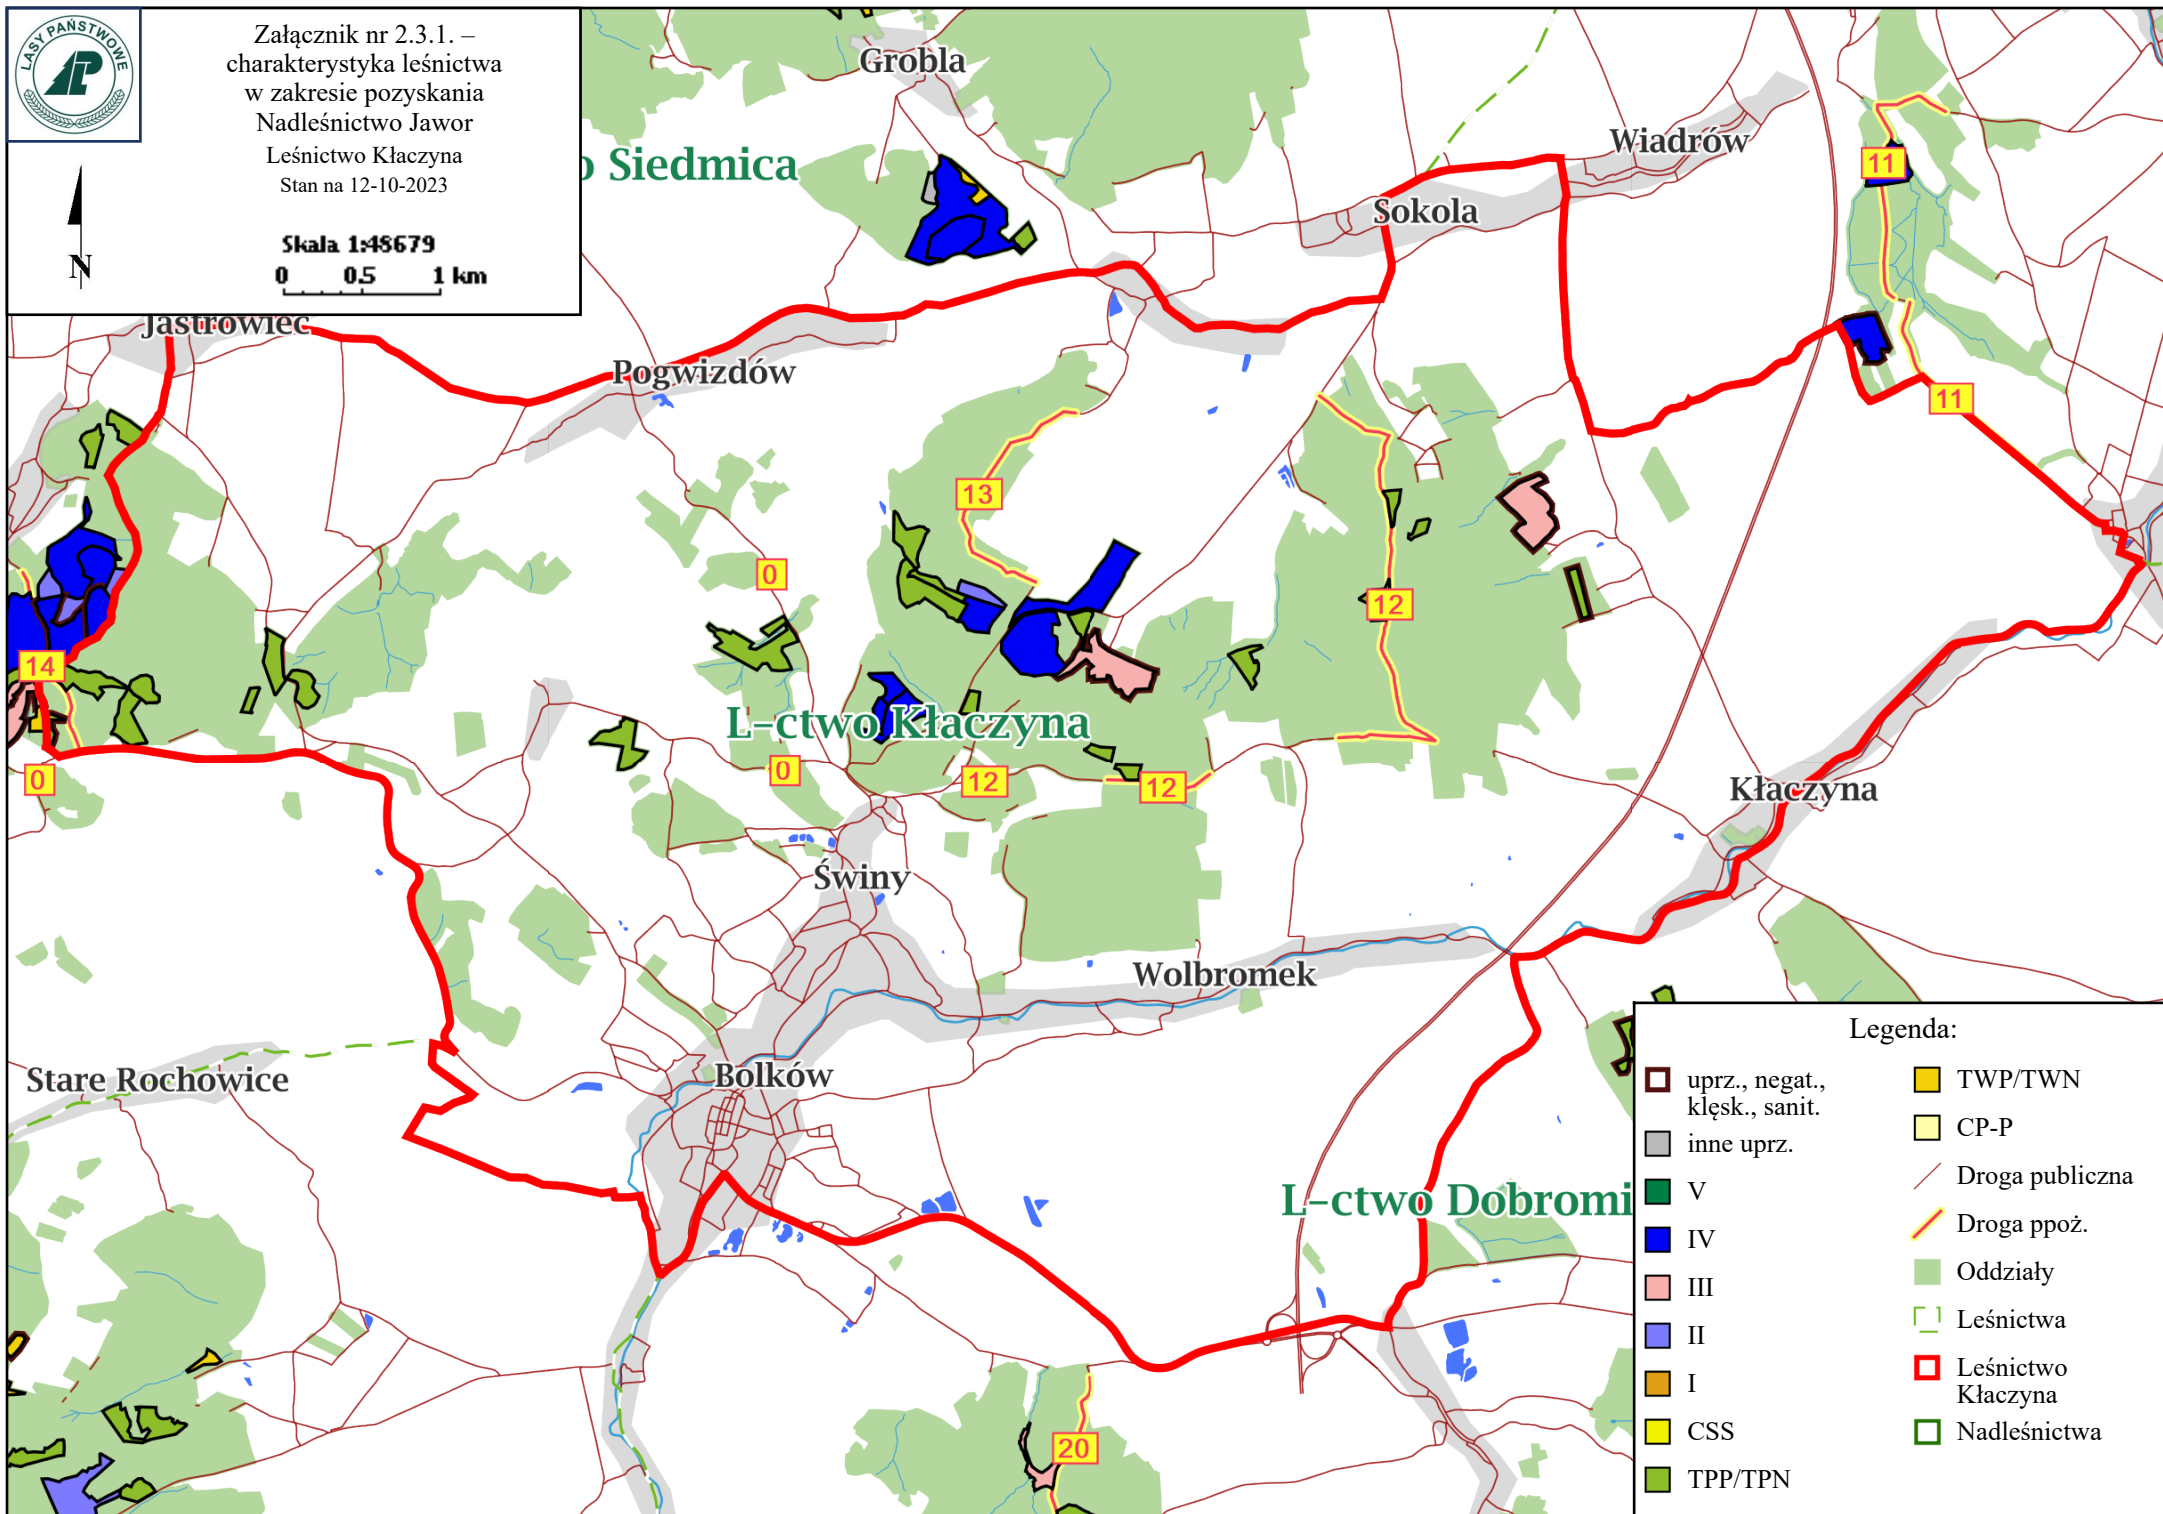 LASY PAŃSTWOWE
LP
Załącznik nr 2.3.1. –
charakterystyka leśnictwa
w zakresie pozyskania
Nadleśnictwo Jawor
Leśnictwo Kłaczyna
Stan na 12-10-2023
N
Skala 1:48679
0 0.5 1 km
Grobla
o Siedmica
Wiadrów
11
Sokola
Jastrowiec
Pogwizdów
11
13
0
12
14
L-ctwo Kłaczyna
0
0
12
12
Kłaczyna
Świny
Wolbromek
Bolków
Stare Rochowice
L-ctwo Dobromi
20
Legenda:
uprz., negat.,
klęsk., sanit.
inne uprz.
V
IV
III
II
I
CSS
TPP/TPN
TWP/TWN
CP-P
Droga publiczna
Droga ppoż.
Oddziały
Leśnictwa
Leśnictwo
Kłaczyna
Nadleśnictwa